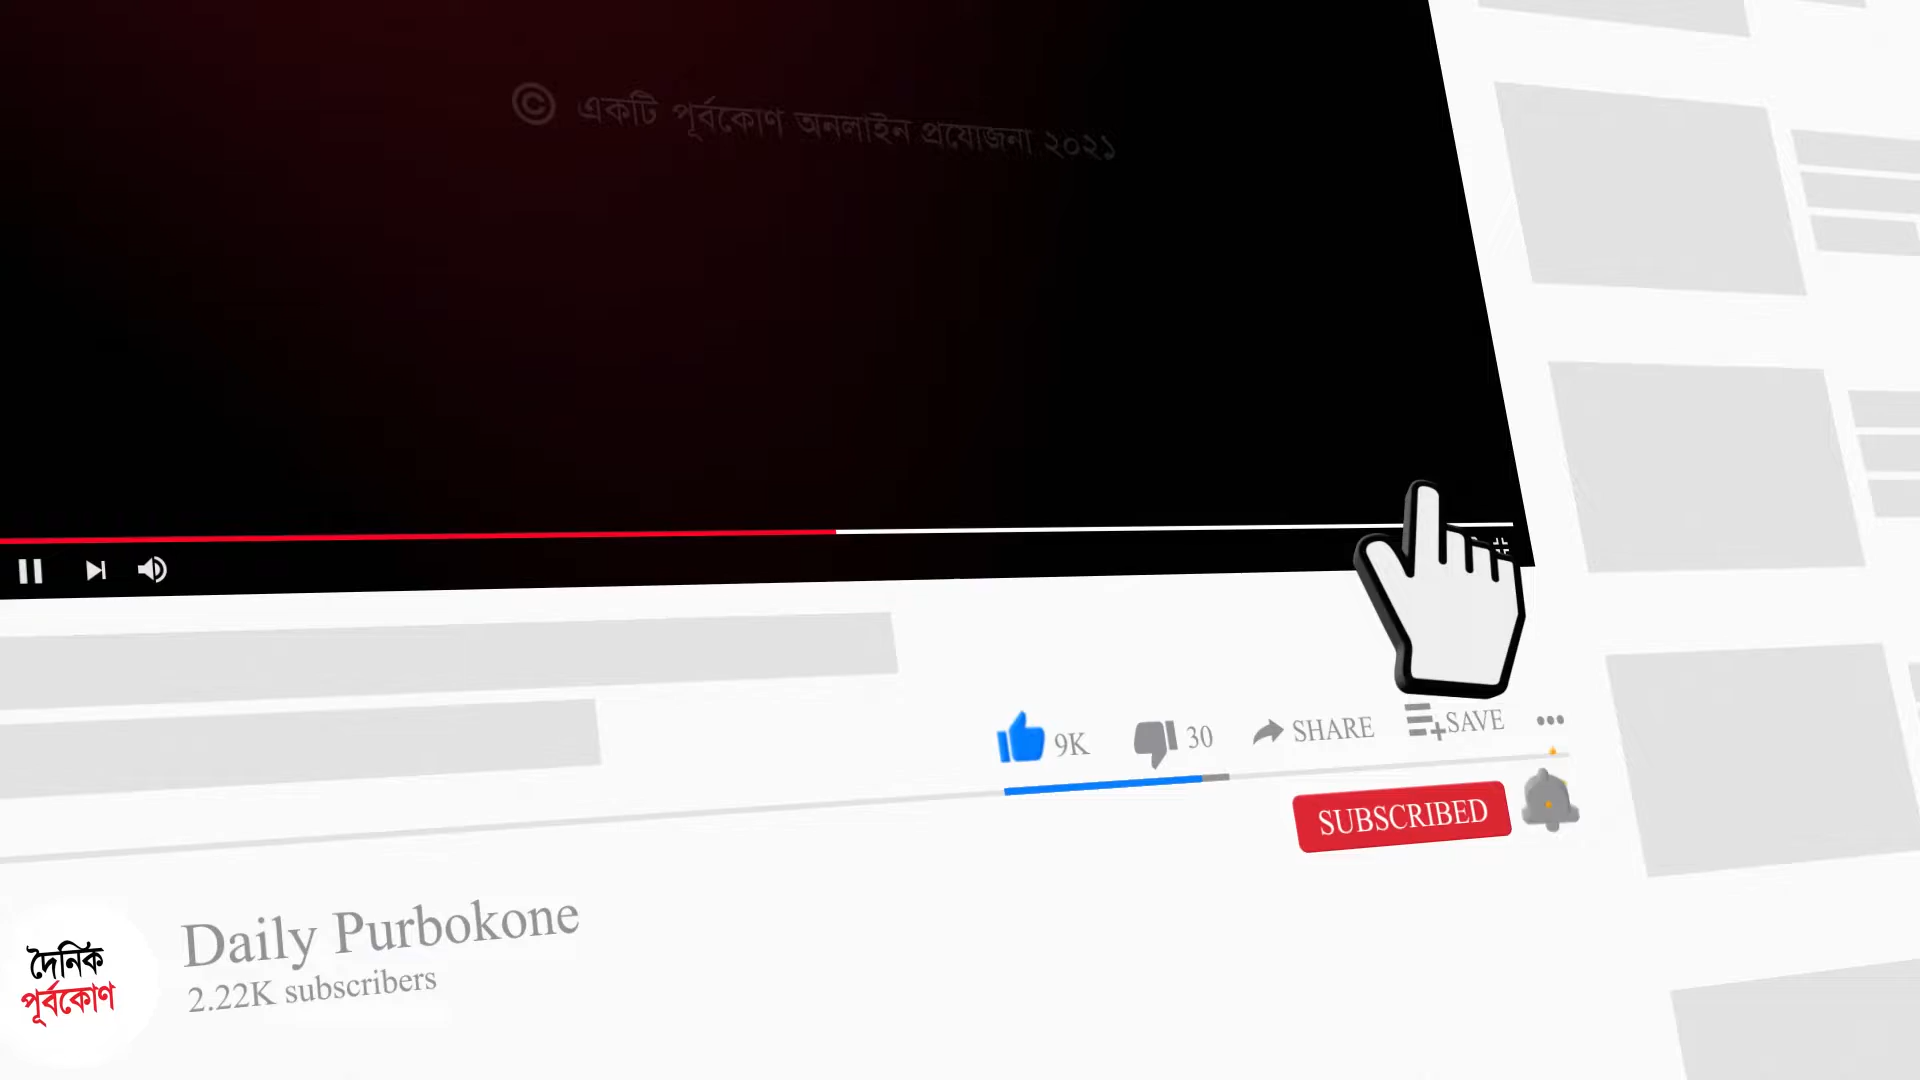 © একটি পূর্বকোণ অনলাইন প্রযোজনা ২০২১
9K
30
SHARE
SAVE
SUBSCRIBED
দৈনিক
পূর্বকোণ
Daily Purbokone
2.22K subscribers